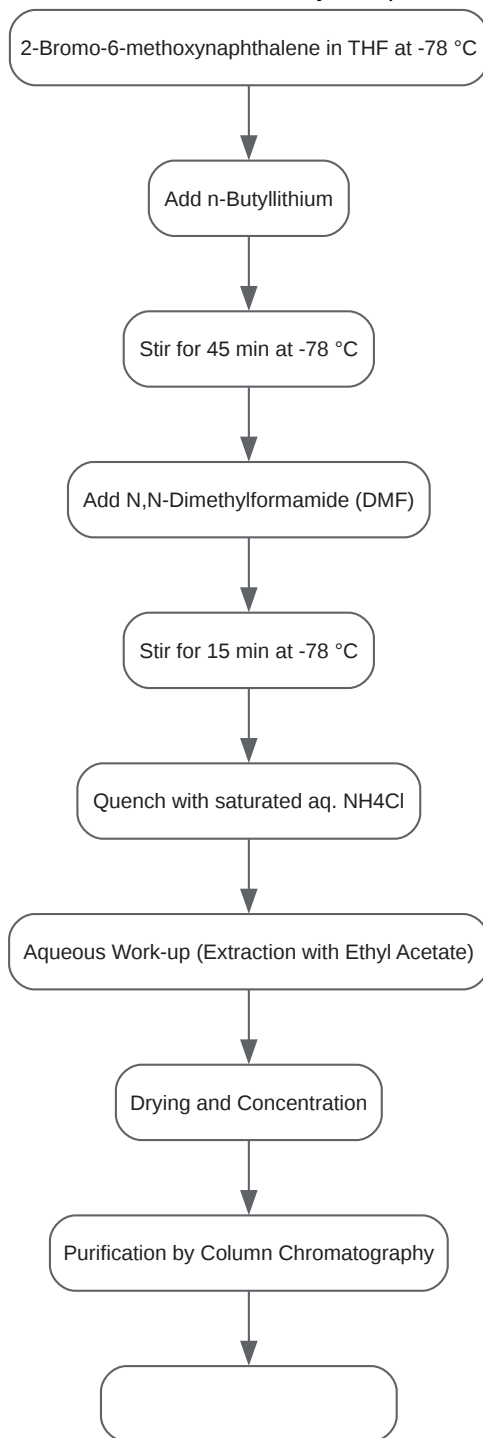 2-Bromo-6-methoxynaphthalene in THF at -78 °C
Add n-Butyllithium
Stir for 45 min at -78 °C
Add N,N-Dimethylformamide (DMF)
Stir for 15 min at -78 °C
Quench with saturated aq. NH4Cl
Aqueous Work-up (Extraction with Ethyl Acetate)
Drying and Concentration
Purification by Column Chromatography